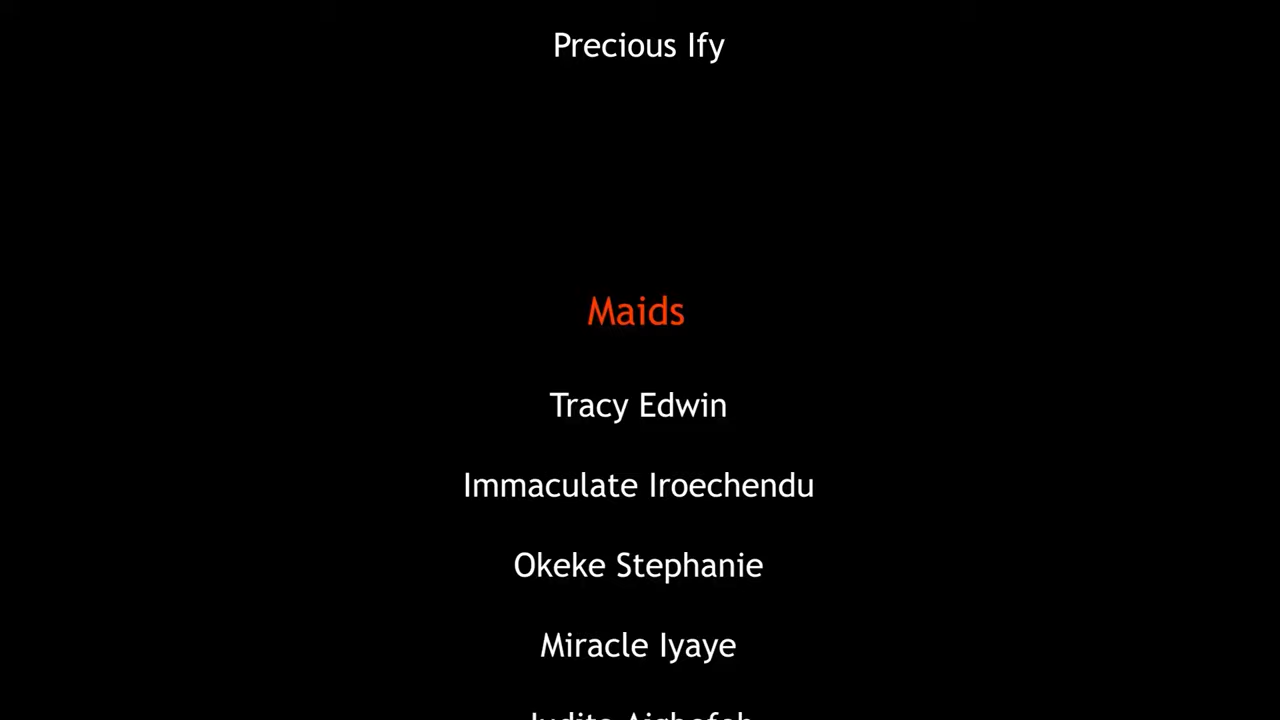 Precious Ify
Maids
Tracy Edwin
Immaculate Iroechendu
Okeke Stephanie
Miracle Iyaye